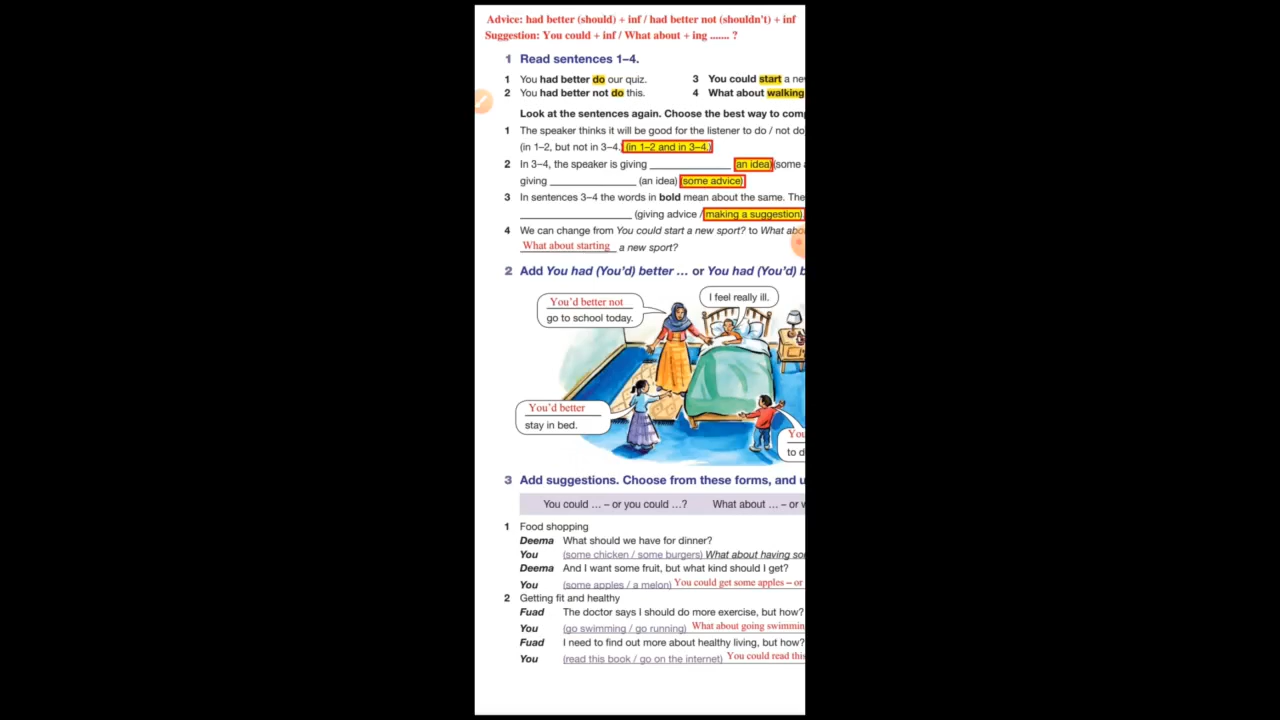 Advice: had better (should) + inf / had better not (shouldn't) + inf
Suggestion: You could + inf / What about + ing ....... ?
1 Read sentences 1–4.
1 You had better do our quiz.
3 You could start a ne
2 You had better not do this.
4 What about walking
Look at the sentences again. Choose the best way to comp
1 The speaker thinks it will be good for the listener to do / not do
(in 1–2, but not in 3–4.) (in 1–2 and in 3–4.)
2 In 3–4, the speaker is giving ______________ (an idea) (some a
giving ______________ (an idea) (some advice)
3 In sentences 3–4 the words in bold mean about the same. The
__________________ (giving advice / making a suggestion).
4 We can change from You could start a new sport? to What abo
What about starting a new sport?
2 Add You had (You'd) better … or You had (You'd) b
I feel really ill.
You'd better not
go to school today.
You'd better
stay in bed.
You
to d
3 Add suggestions. Choose from these forms, and u
You could … – or you could …? What about … – or w
1 Food shopping
Deema What should we have for dinner?
You (some chicken / some burgers) What about having so
Deema And I want some fruit, but what kind should I get?
You (some apples / a melon) You could get some apples – or
2 Getting fit and healthy
Fuad The doctor says I should do more exercise, but how?
You (go swimming / go running) What about going swimmin
Fuad I need to find out more about healthy living, but how?
You (read this book / go on the internet) You could read this